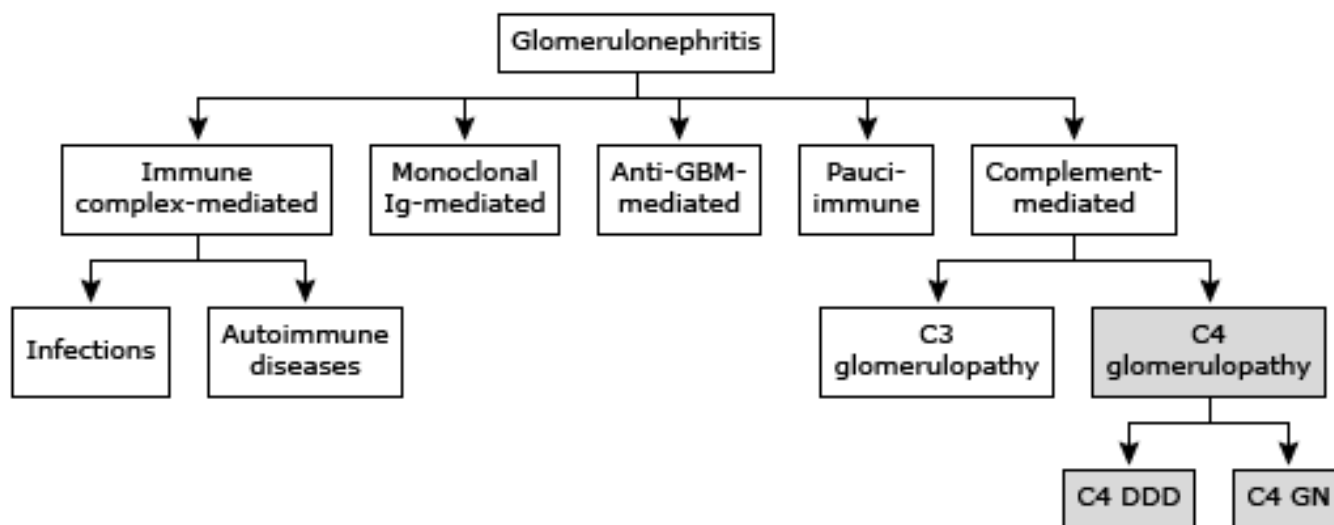 Glomerulonephritis
Immune
complex-mediated
Monoclonal
Ig-mediated
Anti-GBM-
mediated
Pauci-
immune
Complement-
mediated
Infections
Autoimmune
diseases
C3
glomerulopathy
C4
glomerulopathy
C4 DDD
C4 GN